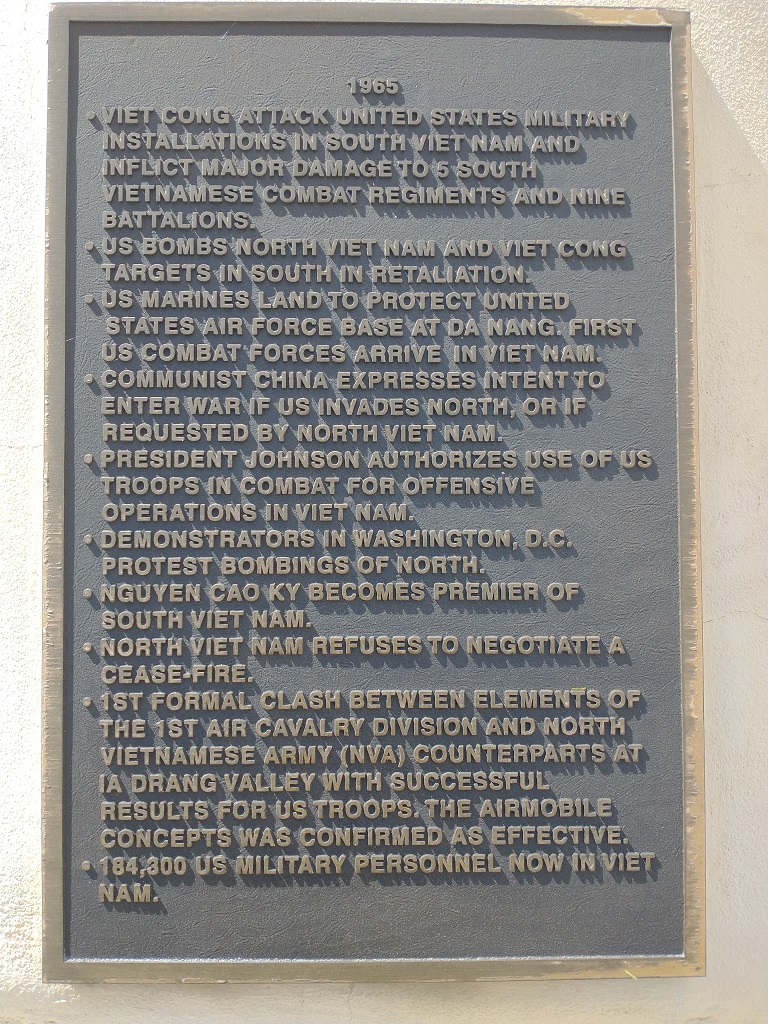 1965
• VIET CONG ATTACK UNITED STATES MILITARY
INSTALLATIONS IN SOUTH VIET NAM AND
INFLICT MAJOR DAMAGE TO 5 SOUTH
VIETNAMESE COMBAT REGIMENTS AND NINE
BATTALIONS.
• US BOMBS NORTH VIET NAM AND VIET CONG
TARGETS IN SOUTH IN RETALIATION.
• US MARINES LAND TO PROTECT UNITED
STATES AIR FORCE BASE AT DA NANG. FIRST
US COMBAT FORCES ARRIVE IN VIET NAM.
• COMMUNIST CHINA EXPRESSES INTENT TO
ENTER WAR IF US INVADES NORTH, OR IF
REQUESTED BY NORTH VIET NAM.
• PRESIDENT JOHNSON AUTHORIZES USE OF US
TROOPS IN COMBAT FOR OFFENSIVE
OPERATIONS IN VIET NAM.
• DEMONSTRATORS IN WASHINGTON, D.C.
PROTEST BOMBINGS OF NORTH.
• NGUYEN CAO KY BECOMES PREMIER OF
SOUTH VIET NAM.
• NORTH VIET NAM REFUSES TO NEGOTIATE A
CEASE-FIRE.
• 1ST FORMAL CLASH BETWEEN ELEMENTS OF
THE 1ST AIR CAVALRY DIVISION AND NORTH
VIETNAMESE ARMY (NVA) COUNTERPARTS AT
IA DRANG VALLEY WITH SUCCESSFUL
RESULTS FOR US TROOPS. THE AIRMOBILE
CONCEPTS WAS CONFIRMED AS EFFECTIVE.
• 184,300 US MILITARY PERSONNEL NOW IN VIET
NAM.